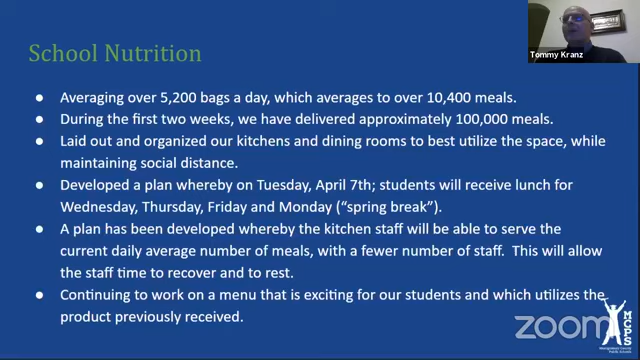 School Nutrition
Tommy Kranz
● Averaging over 5,200 bags a day, which averages to over 10,400 meals.
● During the first two weeks, we have delivered approximately 100,000 meals.
● Laid out and organized our kitchens and dining rooms to best utilize the space, while
maintaining social distance.
● Developed a plan whereby on Tuesday, April 7th; students will receive lunch for
Wednesday, Thursday, Friday and Monday (“spring break”).
● A plan has been developed whereby the kitchen staff will be able to serve the
current daily average number of meals, with a fewer number of staff. This will allow
the staff time to recover and to rest.
● Continuing to work on a menu that is exciting for our students and which utilizes the
product previously received.
zoom
MCPS